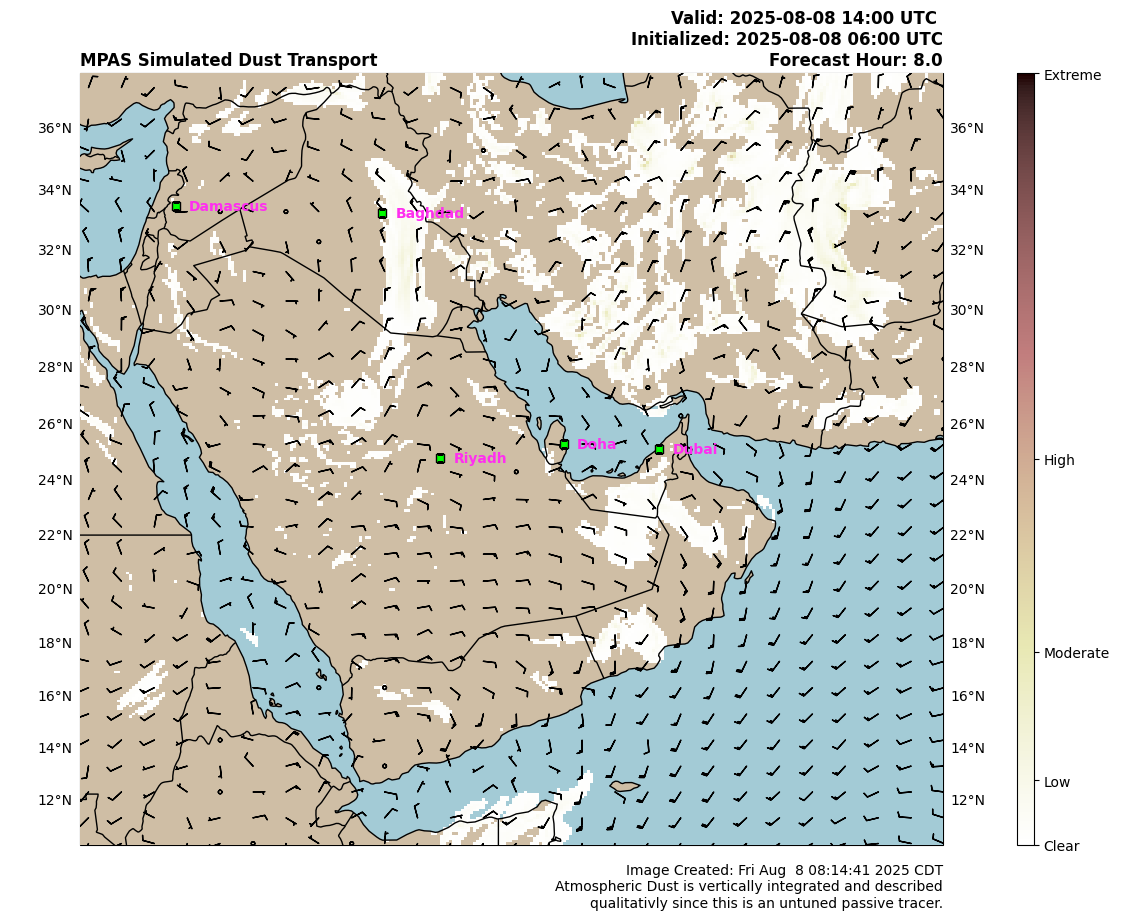 Valid: 2025-08-08 14:00 UTC
Initialized: 2025-08-08 06:00 UTC
MPAS Simulated Dust Transport
Forecast Hour: 8.0
Extreme
36°N
36°N
34°N
34°N
Damascus
Baghdad
32°N
32°N
30°N
30°N
28°N
28°N
26°N
26°N
Doha
Dubai
Riyadh
High
24°N
24°N
22°N
22°N
20°N
20°N
18°N
18°N
Moderate
16°N
16°N
14°N
14°N
Low
12°N
12°N
Clear
Image Created: Fri Aug  8 08:14:41 2025 CDT
Atmospheric Dust is vertically integrated and described
qualitativly since this is an untuned passive tracer.